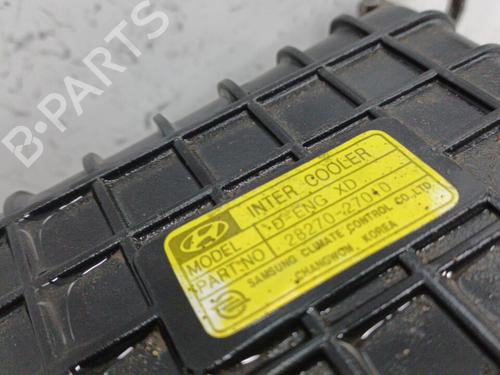 B-PARTS
INTER COOLER
MODEL D-ENG XD
PART.NO 28270-27010
SAMSUNG CLIMATE CONTROL CO.,LTD.
CHANGWON, KOREA